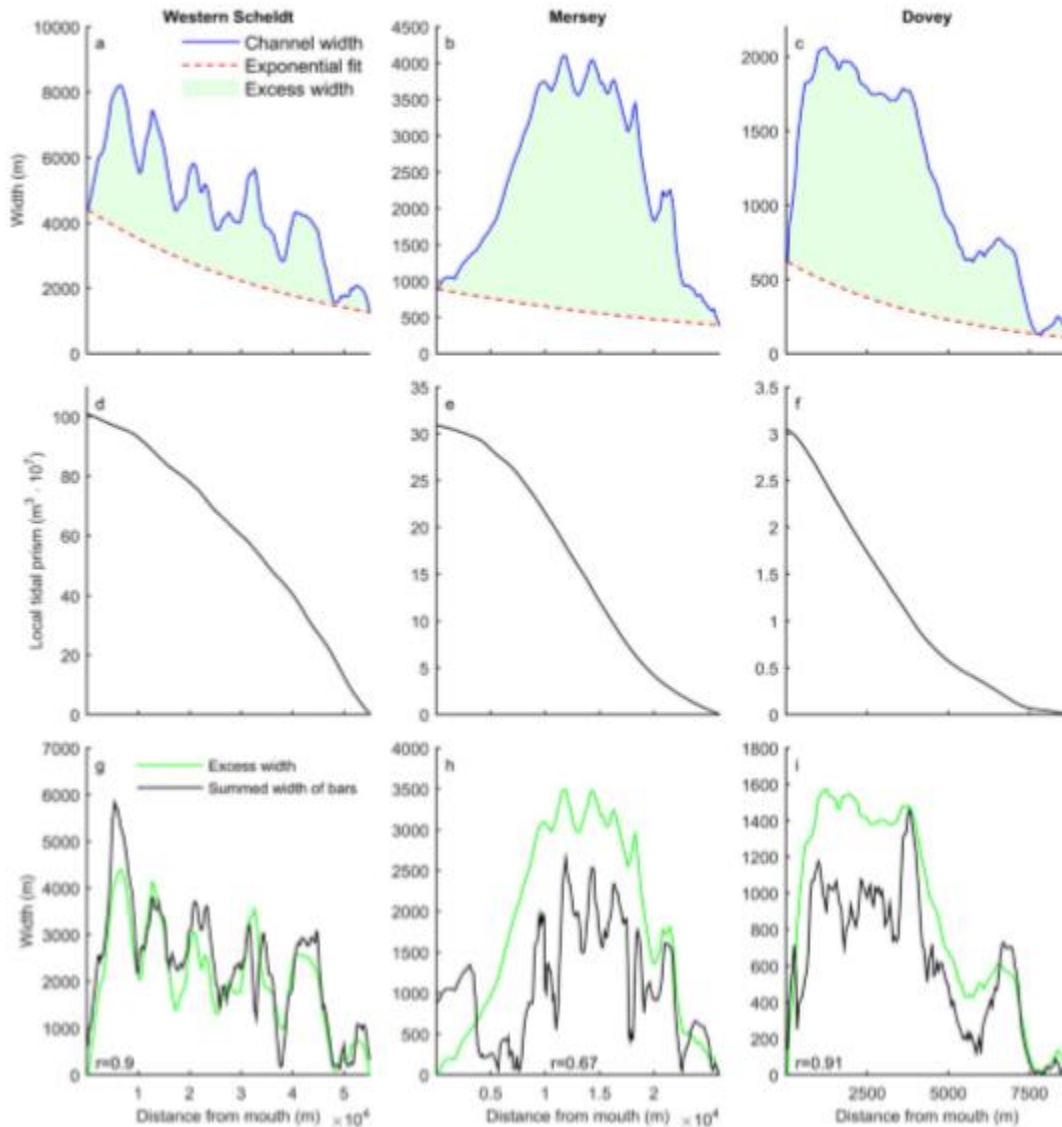 Western Scheldt
Mersey
Dovey
a
Channel width
Exponential fit
Excess width
10000
8000
6000
4000
2000
0
Width (m)
b
4500
4000
3500
3000
2500
2000
1500
1000
500
0
c
2000
1500
1000
500
0
d
100
80
60
40
20
0
Local tidal prism (m³ · 10⁷)
e
35
30
25
20
15
10
5
0
f
3.5
3
2.5
2
1.5
1
0.5
0
g
Excess width
Summed width of bars
7000
6000
5000
4000
3000
2000
1000
0
Width (m)
r=0.9
1 2 3 4 5
Distance from mouth (m) ×10⁴
h
4000
3500
3000
2500
2000
1500
1000
500
0
r=0.67
0.5 1 1.5 2
Distance from mouth (m) ×10⁴
i
1800
1600
1400
1200
1000
800
600
400
200
0
r=0.91
2500 5000 7500
Distance from mouth (m)